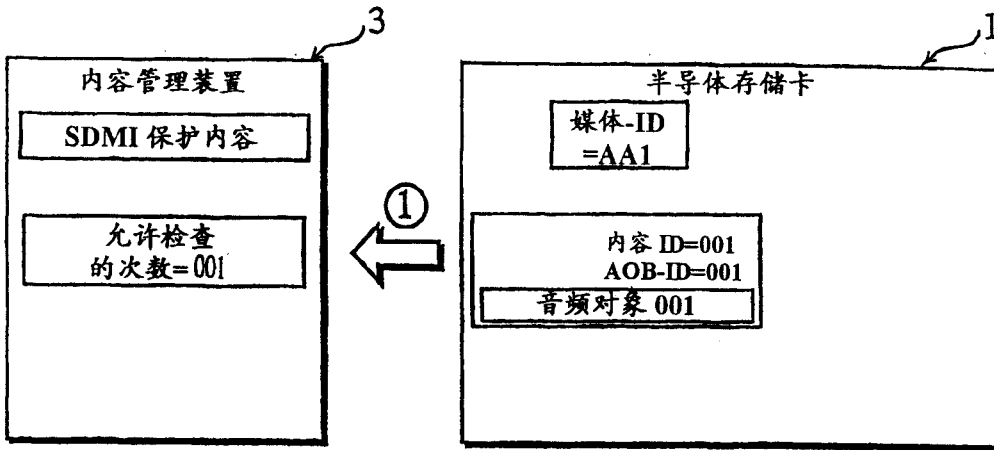 3
内容管理装置
SDMI 保护内容
允许检查
的次数=001
①
1
半导体存储卡
媒体-ID
=AA1
内容 ID=001
AOB-ID=001
音频对象 001